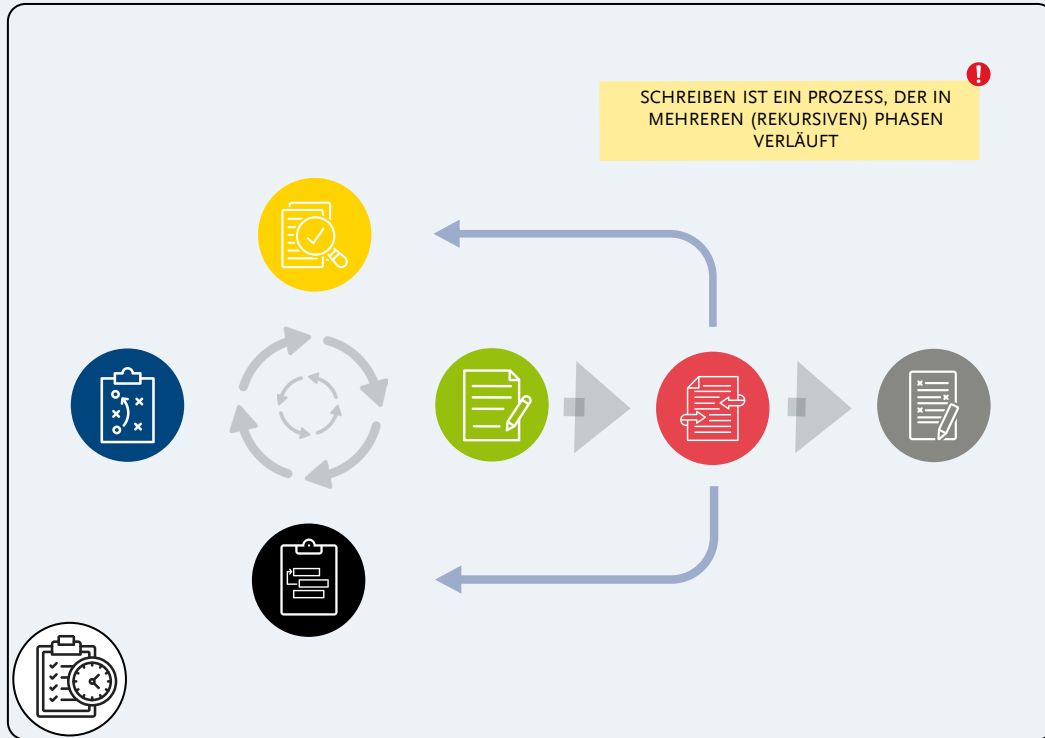 !
SCHREIBEN IST EIN PROZESS, DER IN
MEHREREN (REKURSIVEN) PHASEN
VERLÄUFT